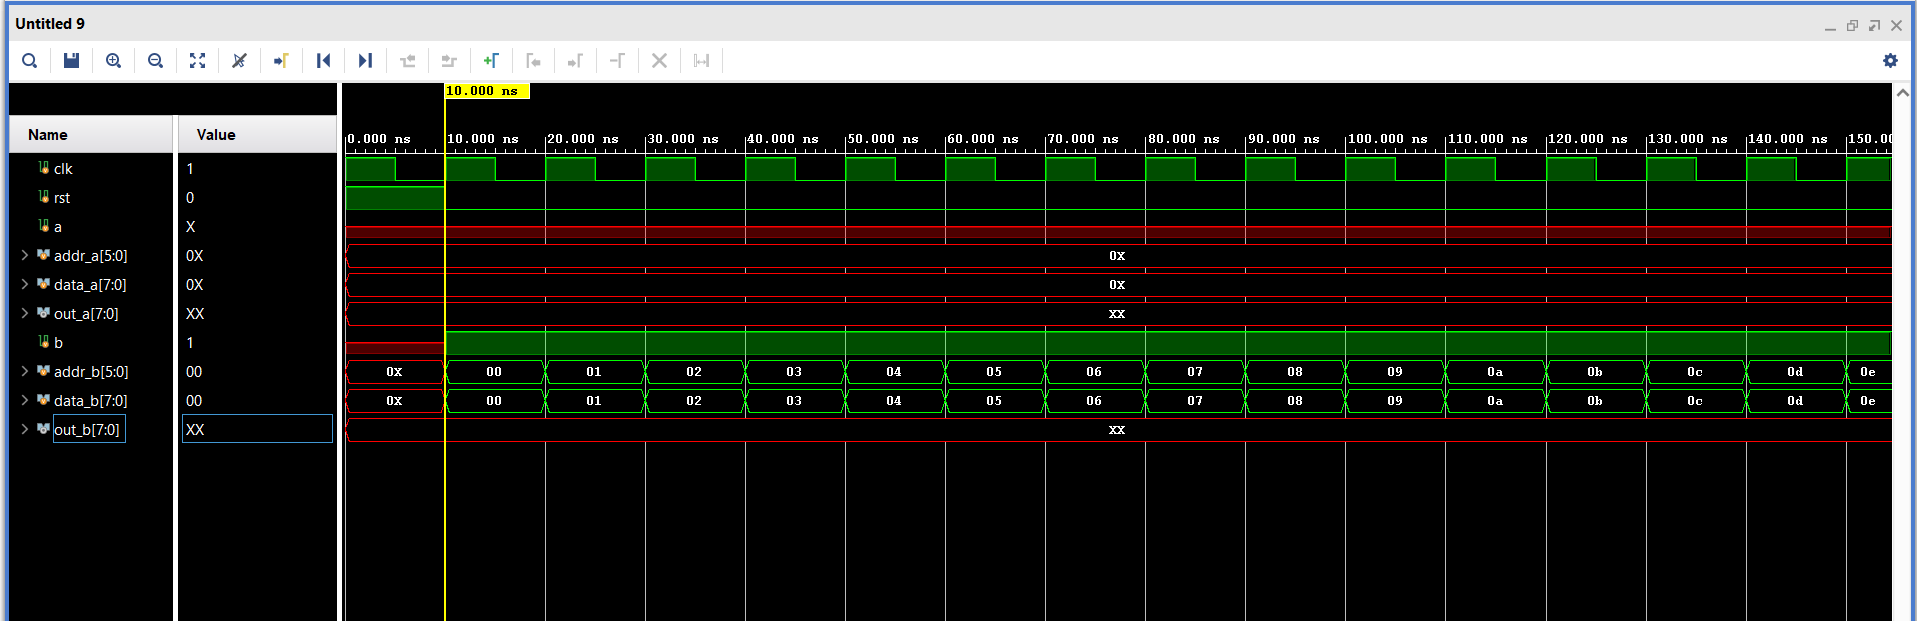 Untitled 9
10.000 ns
Name Value
0.000 ns 10.000 ns 20.000 ns 30.000 ns 40.000 ns 50.000 ns 60.000 ns 70.000 ns 80.000 ns 90.000 ns 100.000 ns 110.000 ns 120.000 ns 130.000 ns 140.000 ns 150.00
clk 1
rst 0
a X
addr_a[5:0] 0X 0X
data_a[7:0] 0X 0X
out_a[7:0] XX XX
b 1
addr_b[5:0] 00 0X 00 01 02 03 04 05 06 07 08 09 0a 0b 0c 0d 0e
data_b[7:0] 00 0X 00 01 02 03 04 05 06 07 08 09 0a 0b 0c 0d 0e
out_b[7:0] XX XX